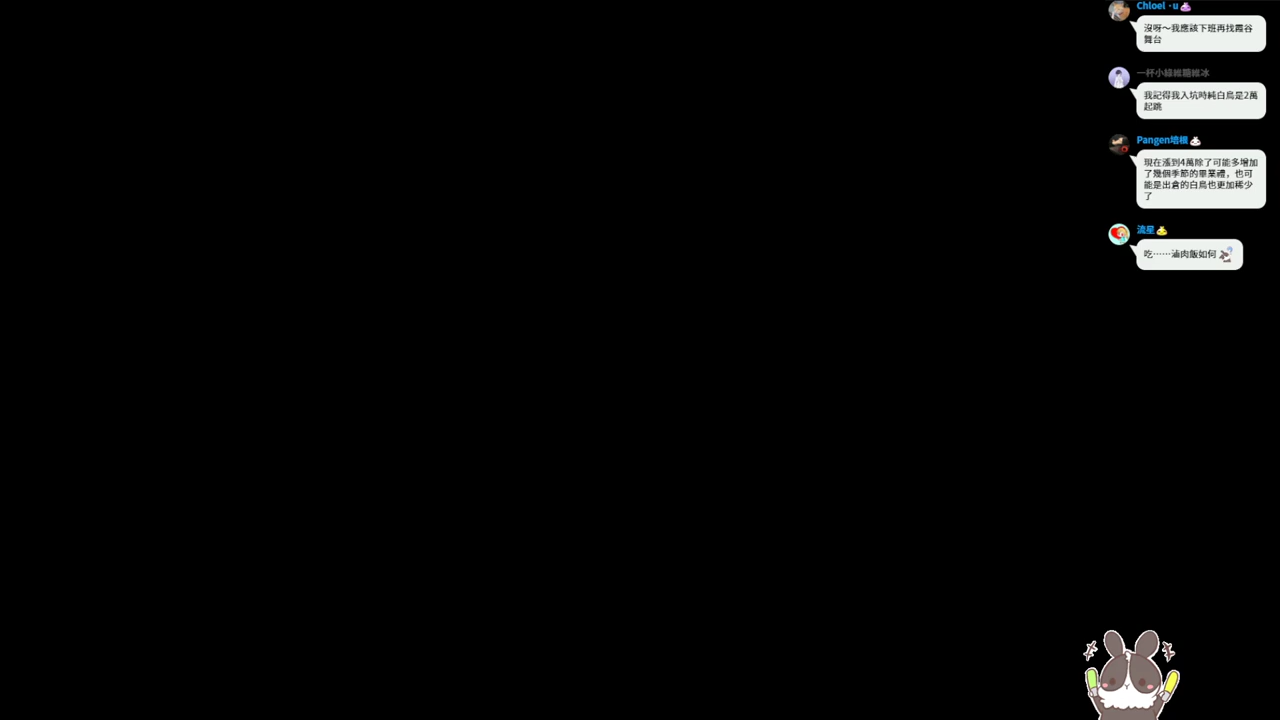 Chloel ·u
沒呀～我應該下班再找霞谷
舞台
一杯小綠維醣維冰
我記得我入坑時純白鳥是2萬
起跳
Pangen培根
現在漲到4萬除了可能多增加
了幾個季節的畢業禮，也可
能是出倉的白鳥也更加稀少
了
流星
吃⋯⋯滷肉飯如何